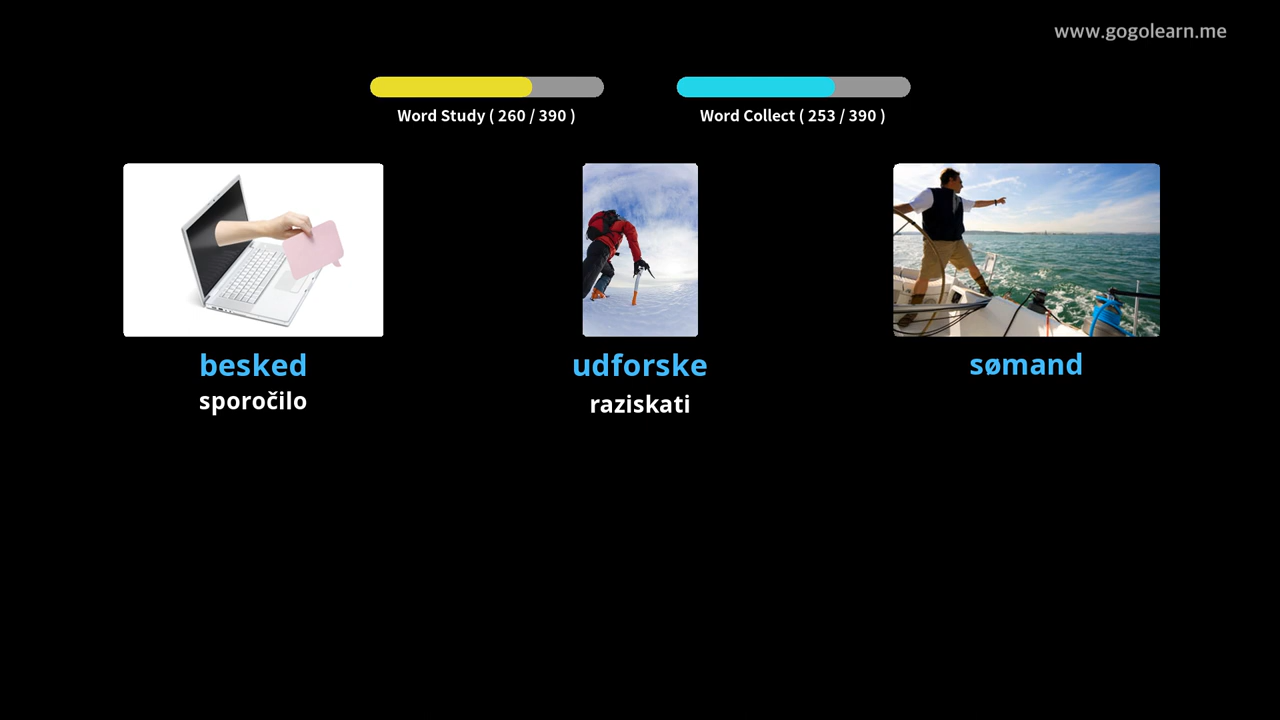 www.gogolearn.me
Word Study ( 260 / 390 )
Word Collect ( 253 / 390 )
besked
sporočilo
udforske
raziskati
sømand